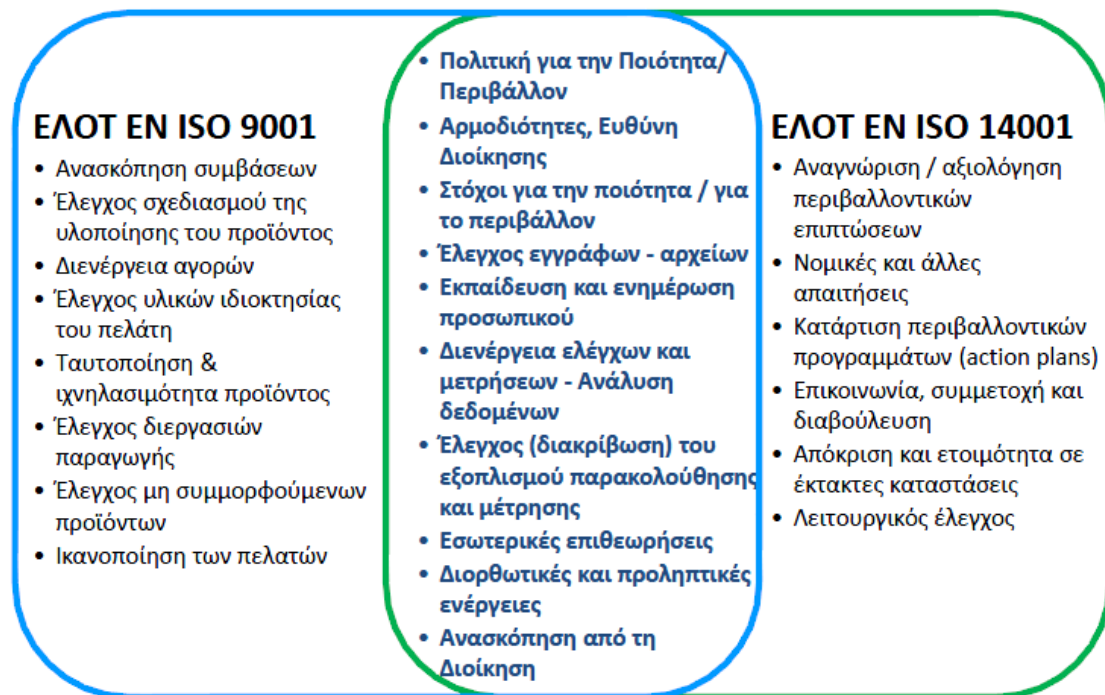 ΕΛΟΤ ΕΝ ISO 9001
• Ανασκόπηση συμβάσεων
• Έλεγχος σχεδιασμού της
υλοποίησης του προϊόντος
• Διενέργεια αγορών
• Έλεγχος υλικών ιδιοκτησίας
του πελάτη
• Ταυτοποίηση &
ιχνηλασιμότητα προϊόντος
• Έλεγχος διεργασιών
παραγωγής
• Έλεγχος μη συμμορφούμενων
προϊόντων
• Ικανοποίηση των πελατών
• Πολιτική για την Ποιότητα/
Περιβάλλον
• Αρμοδιότητες, Ευθύνη
Διοίκησης
• Στόχοι για την ποιότητα / για
το περιβάλλον
• Έλεγχος εγγράφων - αρχείων
• Εκπαίδευση και ενημέρωση
προσωπικού
• Διενέργεια ελέγχων και
μετρήσεων - Ανάλυση
δεδομένων
• Έλεγχος (διακρίβωση) του
εξοπλισμού παρακολούθησης
και μέτρησης
• Εσωτερικές επιθεωρήσεις
• Διορθωτικές και προληπτικές
ενέργειες
• Ανασκόπηση από τη
Διοίκηση
ΕΛΟΤ ΕΝ ISO 14001
• Αναγνώριση / αξιολόγηση
περιβαλλοντικών
επιπτώσεων
• Νομικές και άλλες
απαιτήσεις
• Κατάρτιση περιβαλλοντικών
προγραμμάτων (action plans)
• Επικοινωνία, συμμετοχή και
διαβούλευση
• Απόκριση και ετοιμότητα σε
έκτακτες καταστάσεις
• Λειτουργικός έλεγχος